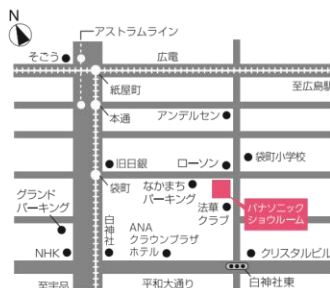 N
アストラムライン
そごう
広電
紙屋町
至広島駅
本通
アンデルセン
旧日銀
ローソン
袋町小学校
袋町
なかまち
パーキング
グランド
パーキング
法華
クラブ
パナソニック
ショウルーム
白神社
ANA
クラウンプラザ
ホテル
NHK
クリスタルビル
至宇品
平和大通り
白神社東